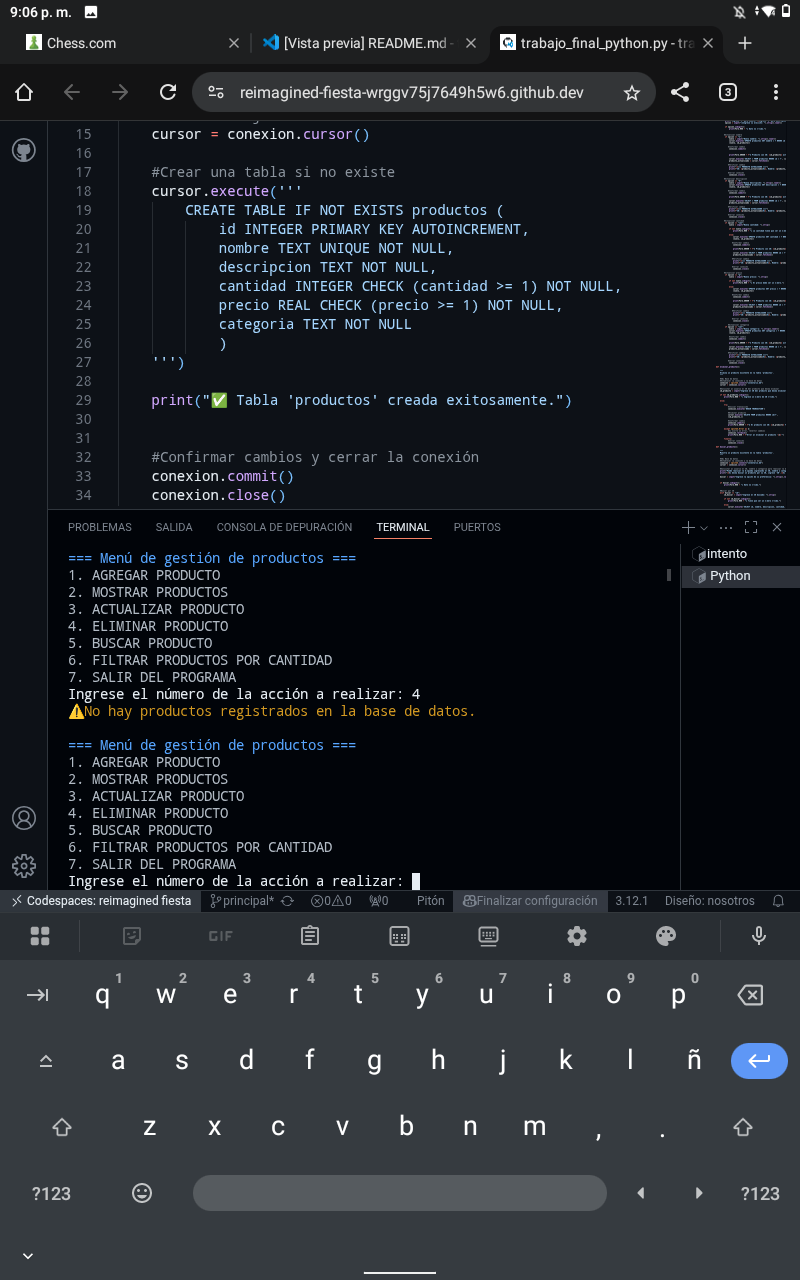 9:06 p. m.
Chess.com
[Vista previa] README.md -
trabajo_final_python.py - tra
reimagined-fiesta-wrggv75j7649h5w6.github.dev
3
15 cursor = conexion.cursor()
16
17 #Crear una tabla si no existe
18 cursor.execute('''
19 CREATE TABLE IF NOT EXISTS productos (
20 id INTEGER PRIMARY KEY AUTOINCREMENT,
21 nombre TEXT UNIQUE NOT NULL,
22 descripcion TEXT NOT NULL,
23 cantidad INTEGER CHECK (cantidad >= 1) NOT NULL,
24 precio REAL CHECK (precio >= 1) NOT NULL,
25 categoria TEXT NOT NULL
26 )
27 ''')
28
29 print("✅ Tabla 'productos' creada exitosamente.")
30
31
32 #Confirmar cambios y cerrar la conexión
33 conexion.commit()
34 conexion.close()
PROBLEMAS SALIDA CONSOLA DE DEPURACIÓN TERMINAL PUERTOS
intento
Python
=== Menú de gestión de productos ===
1. AGREGAR PRODUCTO
2. MOSTRAR PRODUCTOS
3. ACTUALIZAR PRODUCTO
4. ELIMINAR PRODUCTO
5. BUSCAR PRODUCTO
6. FILTRAR PRODUCTOS POR CANTIDAD
7. SALIR DEL PROGRAMA
Ingrese el número de la acción a realizar: 4
⚠️No hay productos registrados en la base de datos.
=== Menú de gestión de productos ===
1. AGREGAR PRODUCTO
2. MOSTRAR PRODUCTOS
3. ACTUALIZAR PRODUCTO
4. ELIMINAR PRODUCTO
5. BUSCAR PRODUCTO
6. FILTRAR PRODUCTOS POR CANTIDAD
7. SALIR DEL PROGRAMA
Ingrese el número de la acción a realizar:
Codespaces: reimagined fiesta principal* 0 0 0 Pitón Finalizar configuración 3.12.1 Diseño: nosotros
GIF
q1 w2 e3 r4 t5 y6 u7 i8 o9 p0
a s d f g h j k l ñ
z x c v b n m , .
?123 ?123